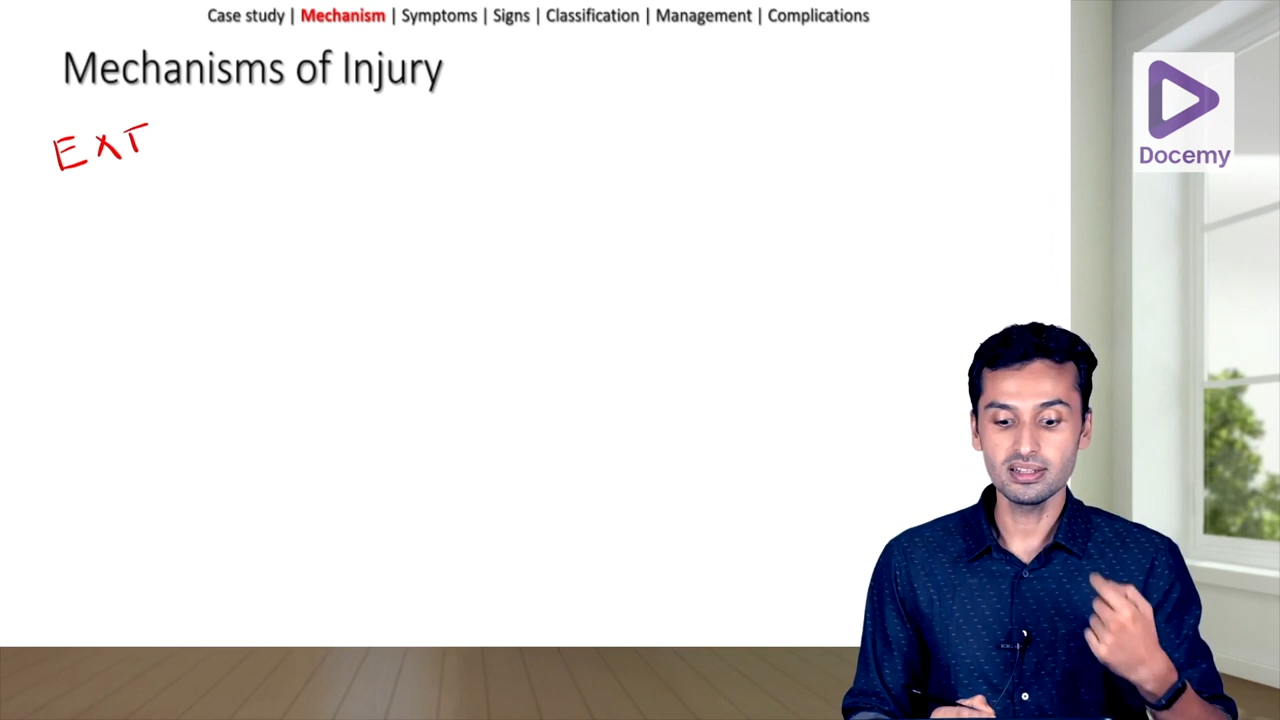 Case study | Mechanism | Symptoms | Signs | Classification | Management | Complications
Mechanisms of Injury
EXT
Docemy